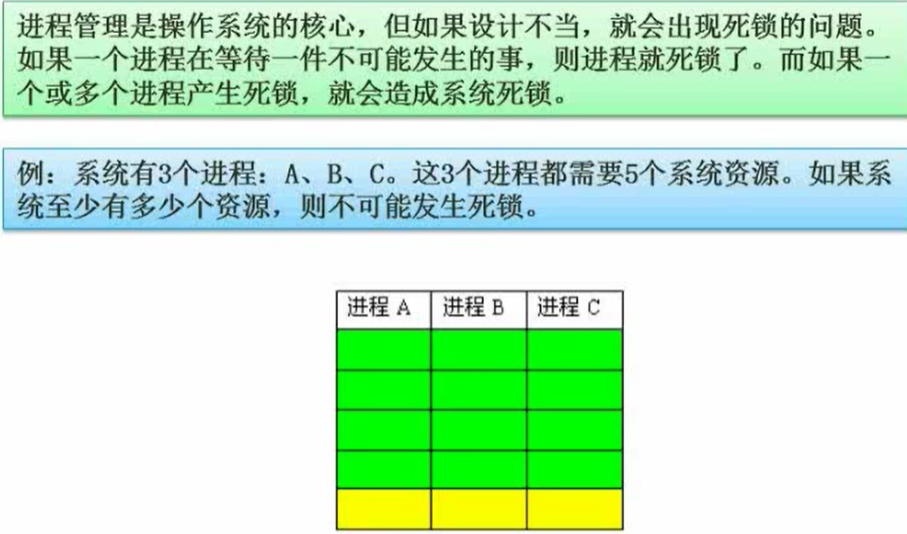 进程管理是操作系统的核心，但如果设计不当，就会出现死锁的问题。
如果一个进程在等待一件不可能发生的事，则进程就死锁了。而如果一
个或多个进程产生死锁，就会造成系统死锁。
例：系统有3个进程：A、B、C。这3个进程都需要5个系统资源。如果系
统至少有多少个资源，则不可能发生死锁。
进程 A 进程 B 进程 C